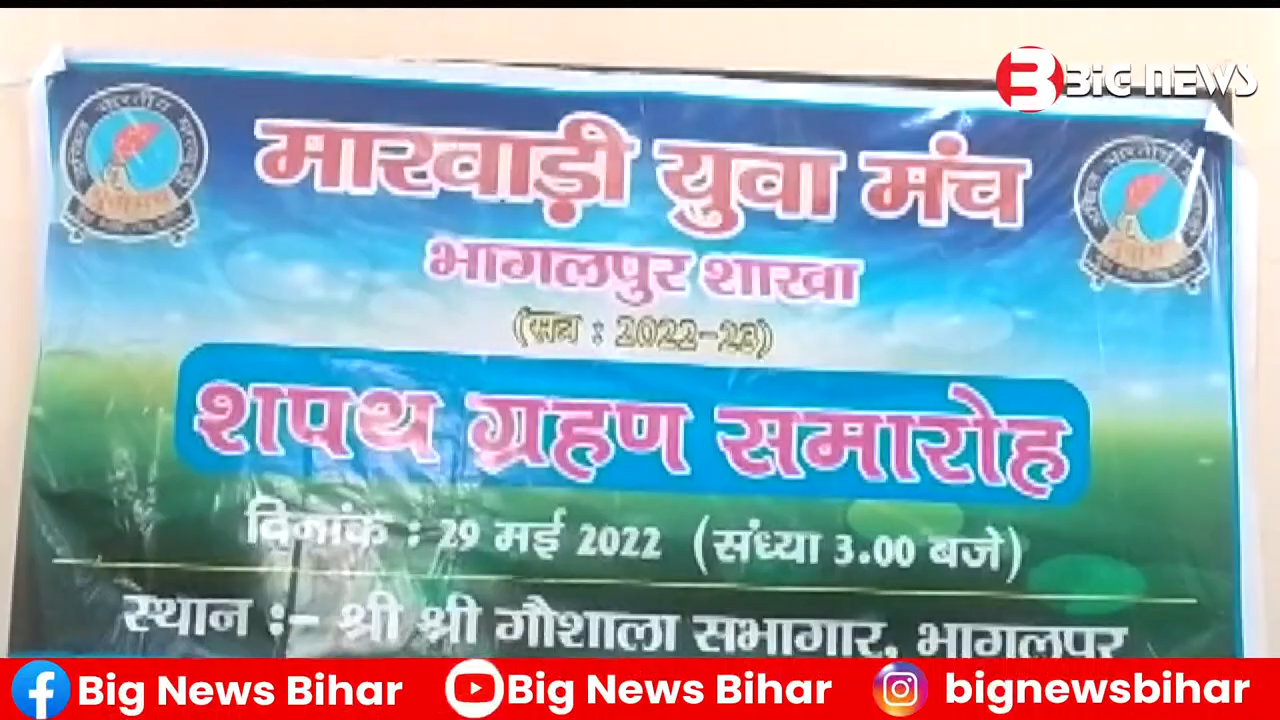 BIG NEWS
मारवाड़ी युवा मंच
भागलपुर शाखा
(सत्र : 2022-23)
शपथ ग्रहण समारोह
दिनांक : 29 मई 2022 (संध्या 3.00 बजे)
स्थान :- श्री श्री गौशाला सभागार, भागलपुर
Big News Bihar
Big News Bihar
bignewsbihar